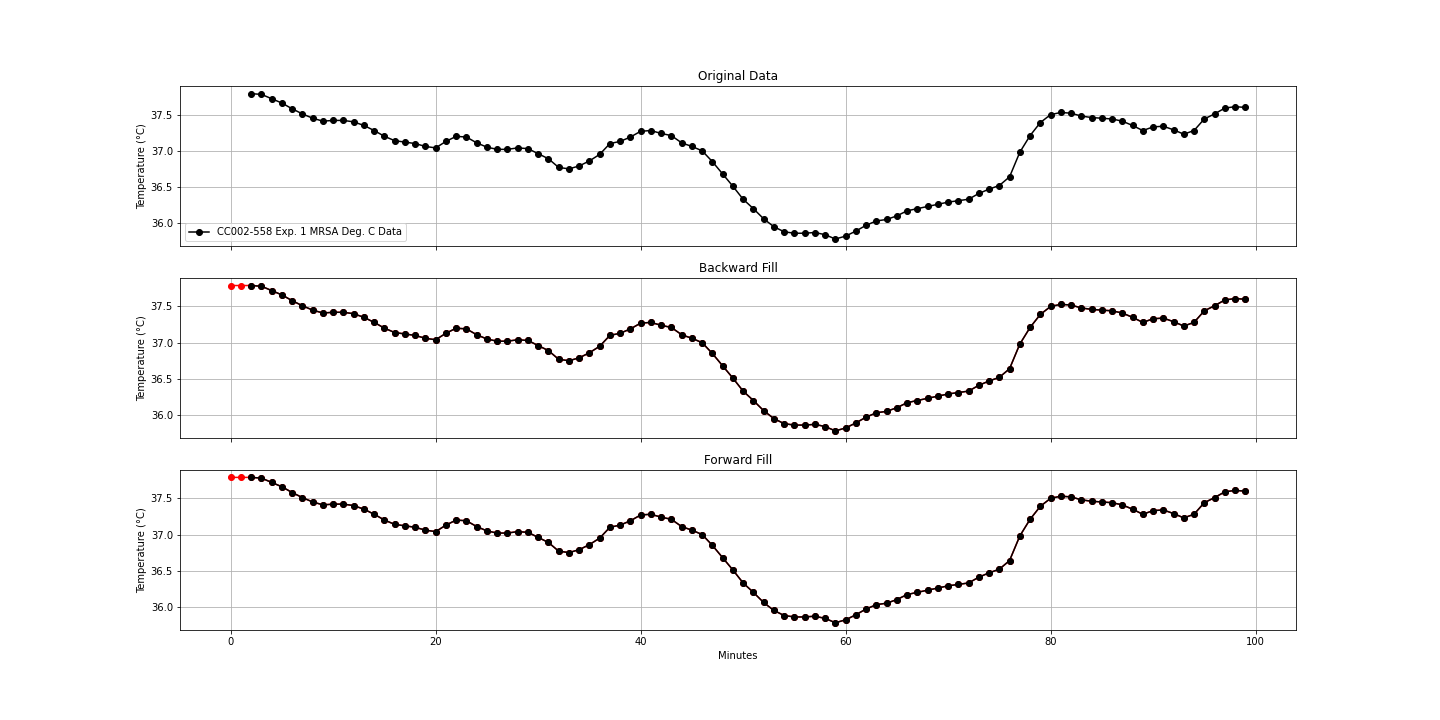 Original Data
37.5
37.0
36.5
36.0
Temperature (°C)
CC002-558 Exp. 1 MRSA Deg. C Data
Backward Fill
37.5
37.0
36.5
36.0
Temperature (°C)
Forward Fill
37.5
37.0
36.5
36.0
Temperature (°C)
0 20 40 60 80 100
Minutes